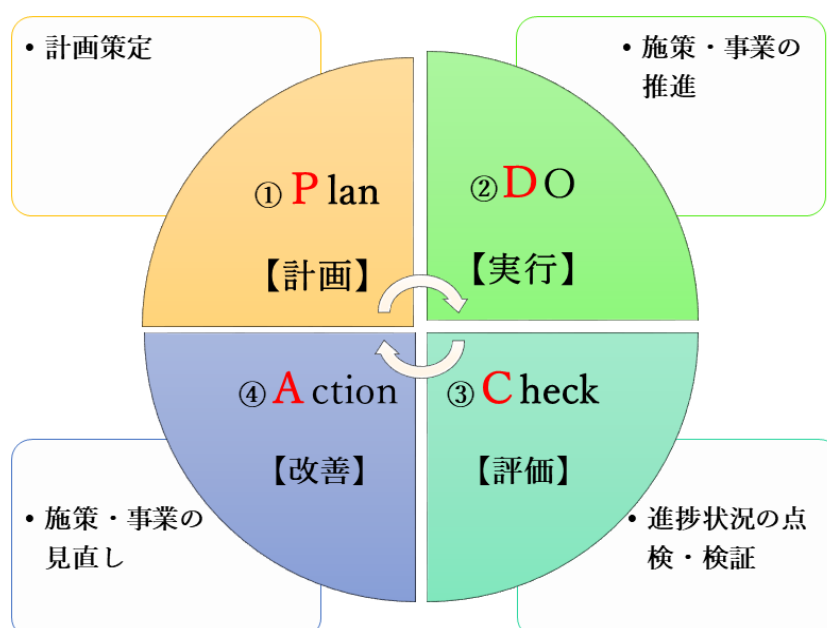 • 計画策定
• 施策・事業の
推進
① Plan
【計画】
② DO
【実行】
④ Action
【改善】
③ Check
【評価】
• 施策・事業の
見直し
• 進捗状況の点
検・検証